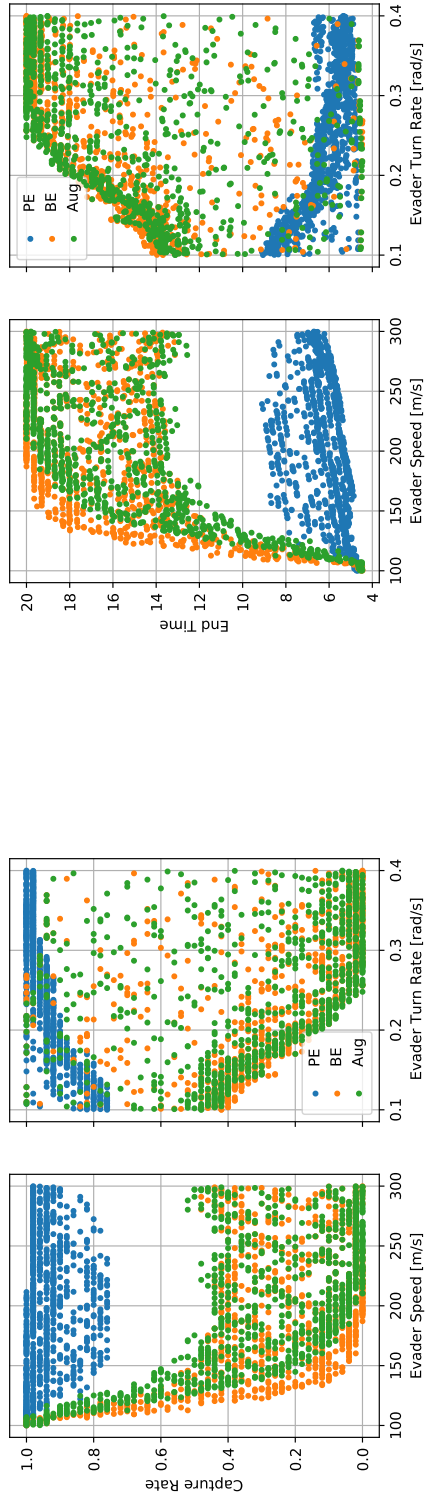 Capture Rate
1.0
0.8
0.6
0.4
0.2
0.0
100
150
200
250
300
Evader Speed [m/s]
PE
BE
Aug
0.1
0.2
0.3
0.4
Evader Turn Rate [rad/s]
End Time
20
18
16
14
12
10
8
6
4
100
150
200
250
300
Evader Speed [m/s]
PE
BE
Aug
0.1
0.2
0.3
0.4
Evader Turn Rate [rad/s]